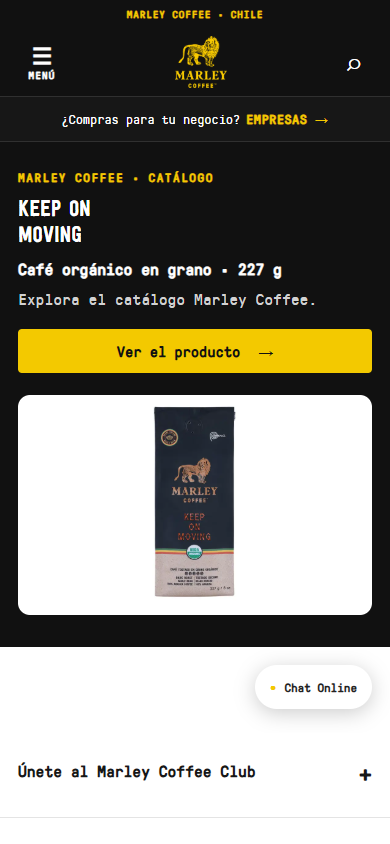 MARLEY COFFEE • CHILE
MENÚ
MARLEY
COFFEE
¿Compras para tu negocio? EMPRESAS →
MARLEY COFFEE • CATÁLOGO
KEEP ON
MOVING
Café orgánico en grano • 227 g
Explora el catálogo Marley Coffee.
Ver el producto →
MARLEY
COFFEE
KEEP
ON
MOVING
Chat Online
Únete al Marley Coffee Club
+